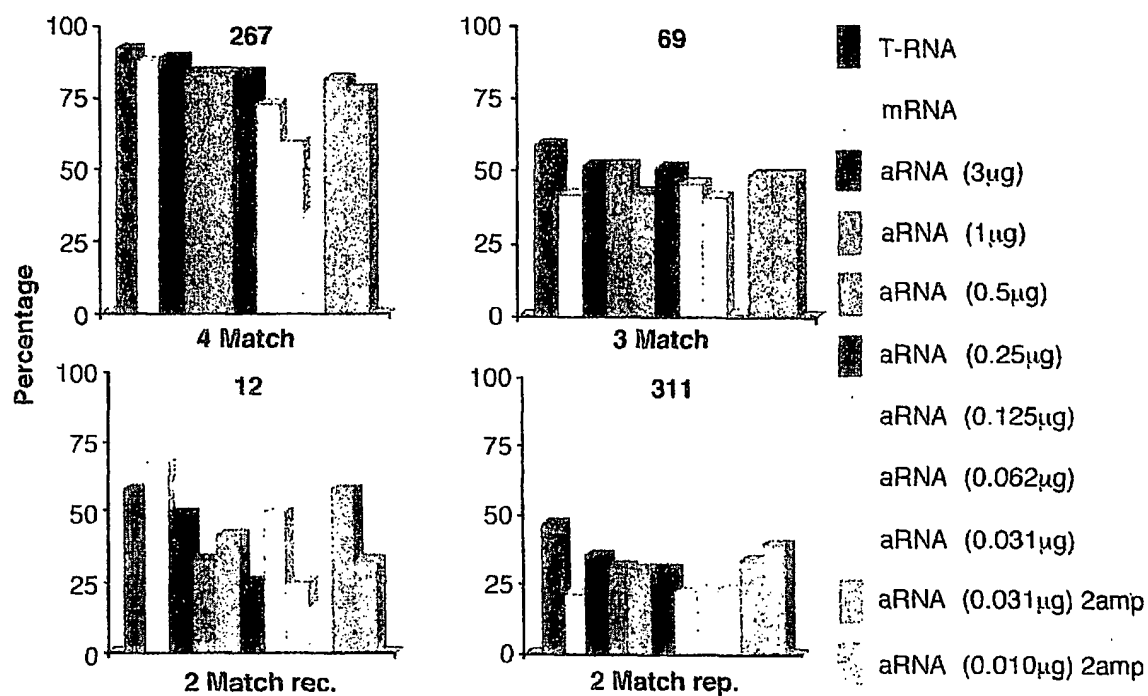 Percentage
100
75
50
25
0
267
4 Match
100
75
50
25
0
69
3 Match
100
75
50
25
0
12
2 Match rec.
100
75
50
25
0
311
2 Match rep.
T-RNA
mRNA
aRNA (3μg)
aRNA (1μg)
aRNA (0.5μg)
aRNA (0.25μg)
aRNA (0.125μg)
aRNA (0.062μg)
aRNA (0.031μg)
aRNA (0.031μg) 2amp
aRNA (0.010μg) 2amp